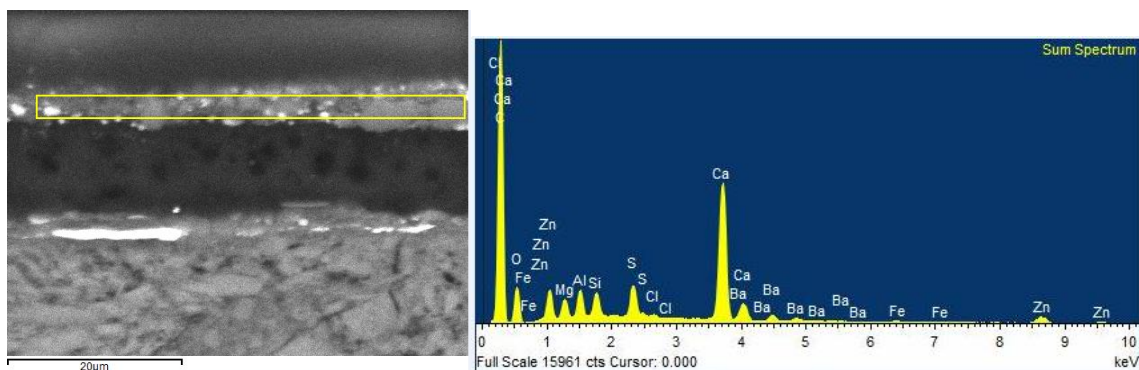 Sum Spectrum
Cl
Ca
Ca
C
Ca
Zn
Zn
Zn
O
Fe
Fe
Mg
Al
Si
S
S
Cl
Cl
Ca
Ba
Ba
Ba
Ba
Ba
Ba
Ba
Fe
Fe
Zn
Zn
0 1 2 3 4 5 6 7 8 9 10
Full Scale 15961 cts Cursor: 0.000 keV
20µm